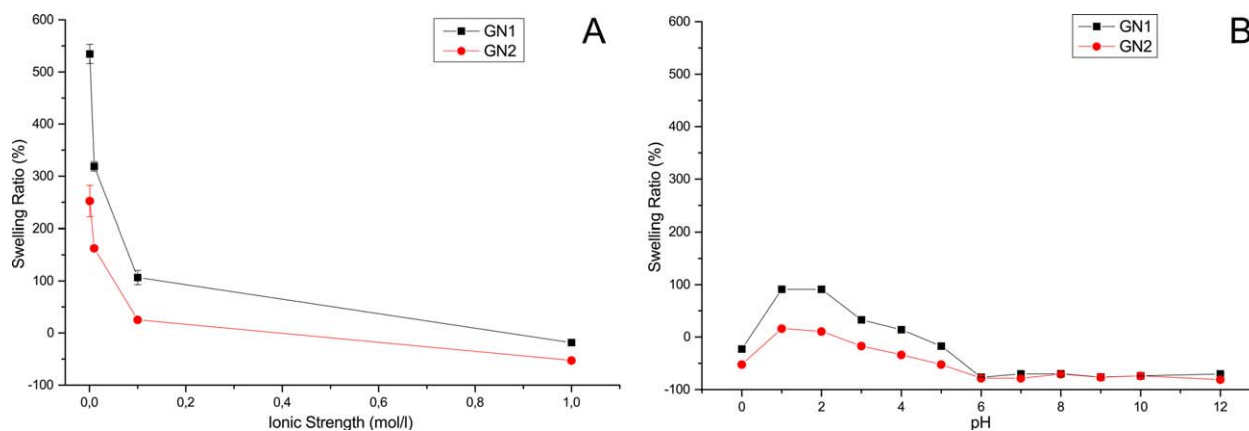 A
GN1
GN2
600
500
400
300
200
100
0
-100
Swelling Ratio (%)
0,0 0,2 0,4 0,6 0,8 1,0
Ionic Strength (mol/l)
B
GN1
GN2
600
500
400
300
200
100
0
-100
Swelling Ratio (%)
0 2 4 6 8 10 12
pH